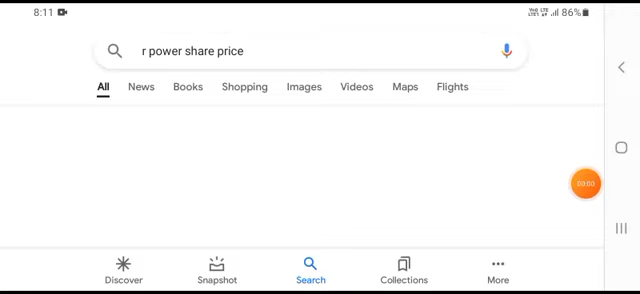 8:11 86%
r power share price
All News Books Shopping Images Videos Maps Flights
00:00
Discover Snapshot Search Collections More